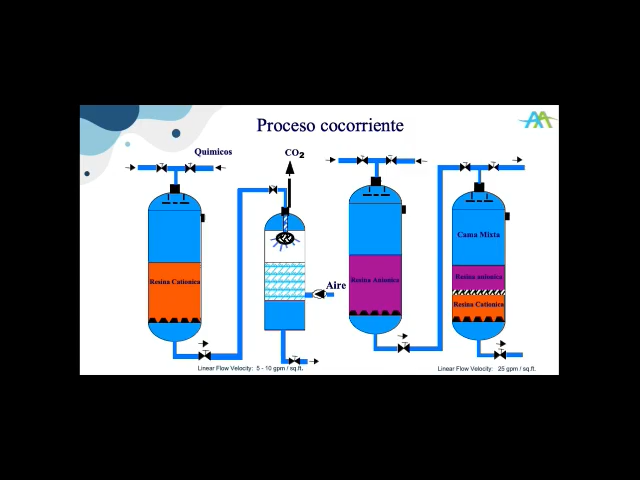 Proceso cocorriente
AA
Quimicos
CO2
Cama Mixta
Resina Cationica
Resina Anionica
Resina anionica
Aire
Resina Cationica
Linear Flow Velocity: 5 - 10 gpm / sq.ft.
Linear Flow Velocity: 25 gpm / sq.ft.